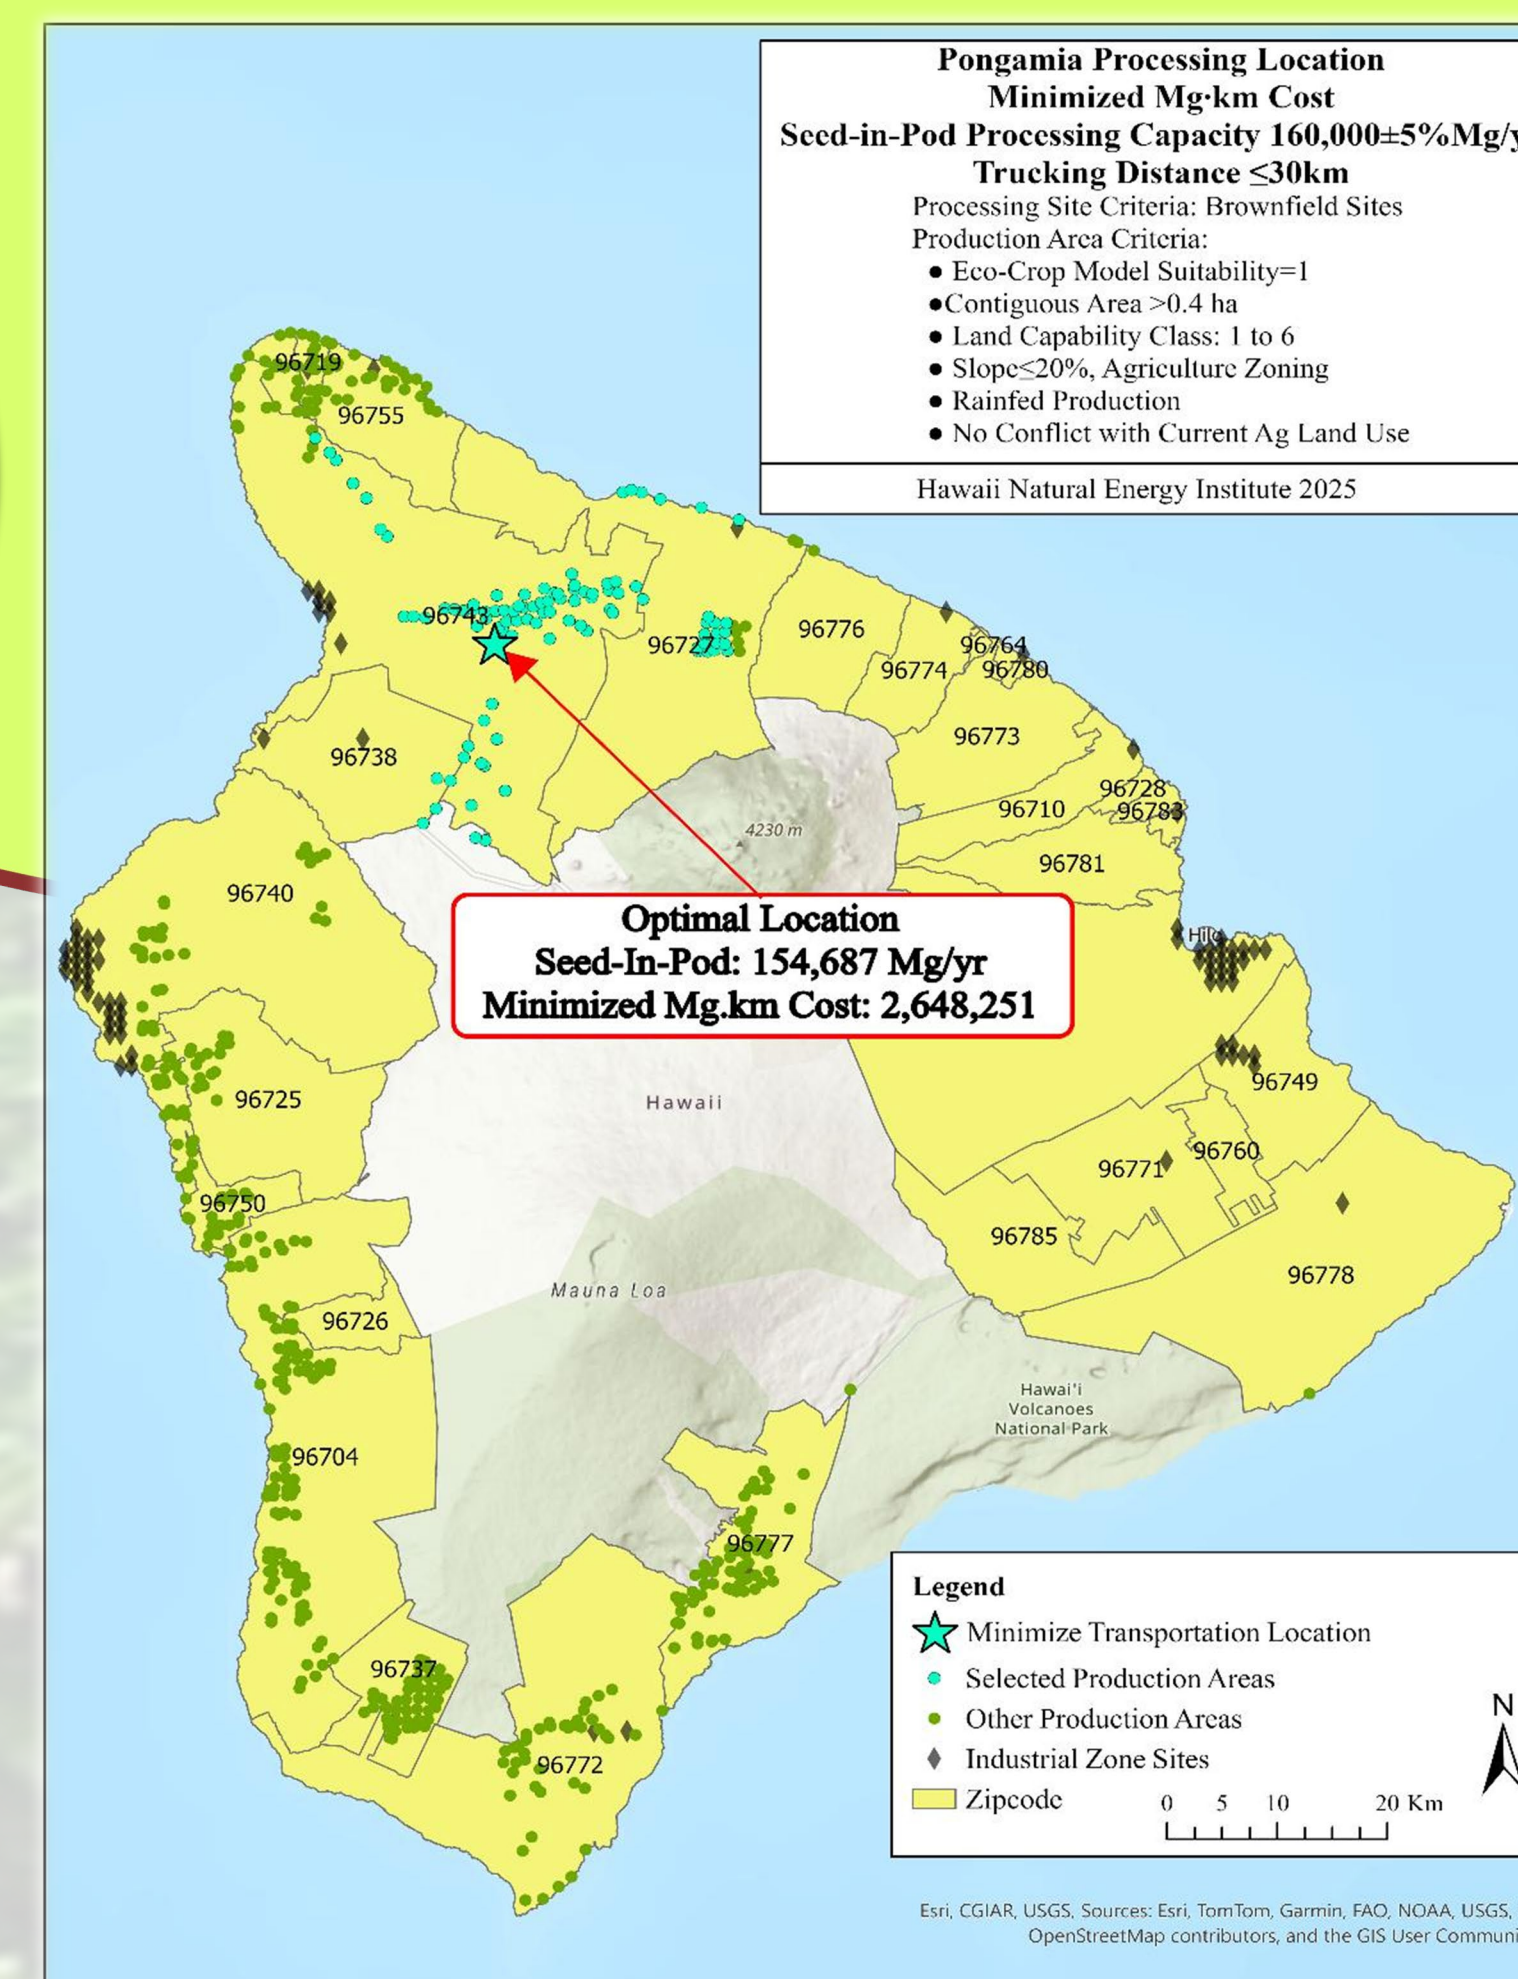 Pongamia Processing Location
Minimized Mg·km Cost
Seed-in-Pod Processing Capacity 160,000±5%Mg/y
Trucking Distance ≤30km
Processing Site Criteria: Brownfield Sites
Production Area Criteria:
● Eco-Crop Model Suitability=1
●Contiguous Area >0.4 ha
● Land Capability Class: 1 to 6
● Slope≤20%, Agriculture Zoning
● Rainfed Production
● No Conflict with Current Ag Land Use
Hawaii Natural Energy Institute 2025
96719
96755
96743
96727
96776
96764
96774
96780
96773
96738
96728
96710
96783
4230 m
96781
96740
Optimal Location
Seed-In-Pod: 154,687 Mg/yr
Minimized Mg.km Cost: 2,648,251
Hilo
96749
96725
Hawaii
96760
96771
96750
96785
96778
Mauna Loa
96726
Hawai'i
Volcanoes
National Park
96704
96777
96737
96772
Legend
Minimize Transportation Location
Selected Production Areas
Other Production Areas
Industrial Zone Sites
Zipcode
0 5 10 20 Km
N
Esri, CGIAR, USGS, Sources: Esri, TomTom, Garmin, FAO, NOAA, USGS,
OpenStreetMap contributors, and the GIS User Communi